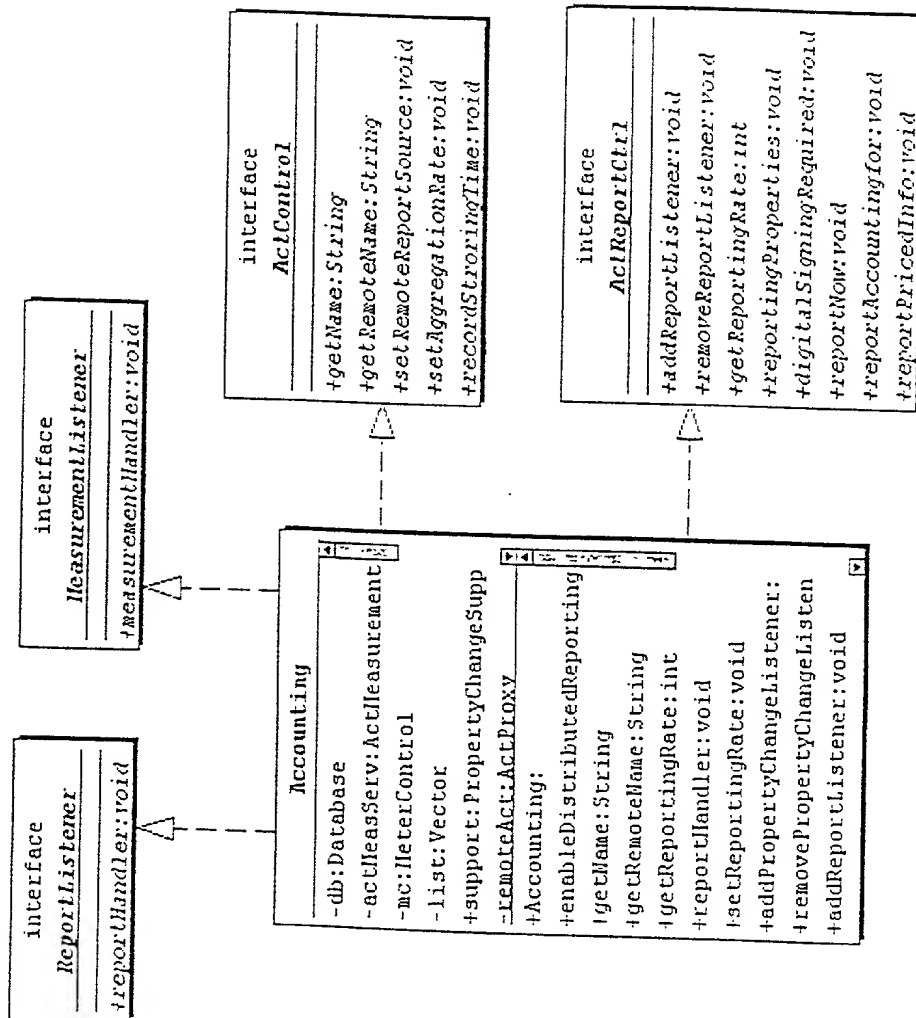 interface
ReportListener
+reportHandler:void
interface
MeasurementListener
+measurementHandler:void
Accounting
-db:Database
-actMeasServ:ActMeasurement
-mc:MeterControl
-list:Vector
+support:PropertyChangeSupp
-remoteAct:ActProxy
+Accounting:
+enableDistributedReporting
+getName:String
+getRemoteName:String
+getReportingRate:int
+reportHandler:void
+setReportingRate:void
+addPropertyChangeListener:
+removePropertyChangeListen
+addReportListener:void
interface
ActControl
+getName:String
+getRemoteName:String
+setRemoteReportSource:void
+setAggregationRate:void
+recordStroringTime:void
interface
ActReportCtrl
+addReportListener:void
+removeReportListener:void
+getReportingRate:int
+reportingProperties:void
+digitalSigningRequired:void
+reportNow:void
+reportAccountingfor:void
+reportPricedInfo:void